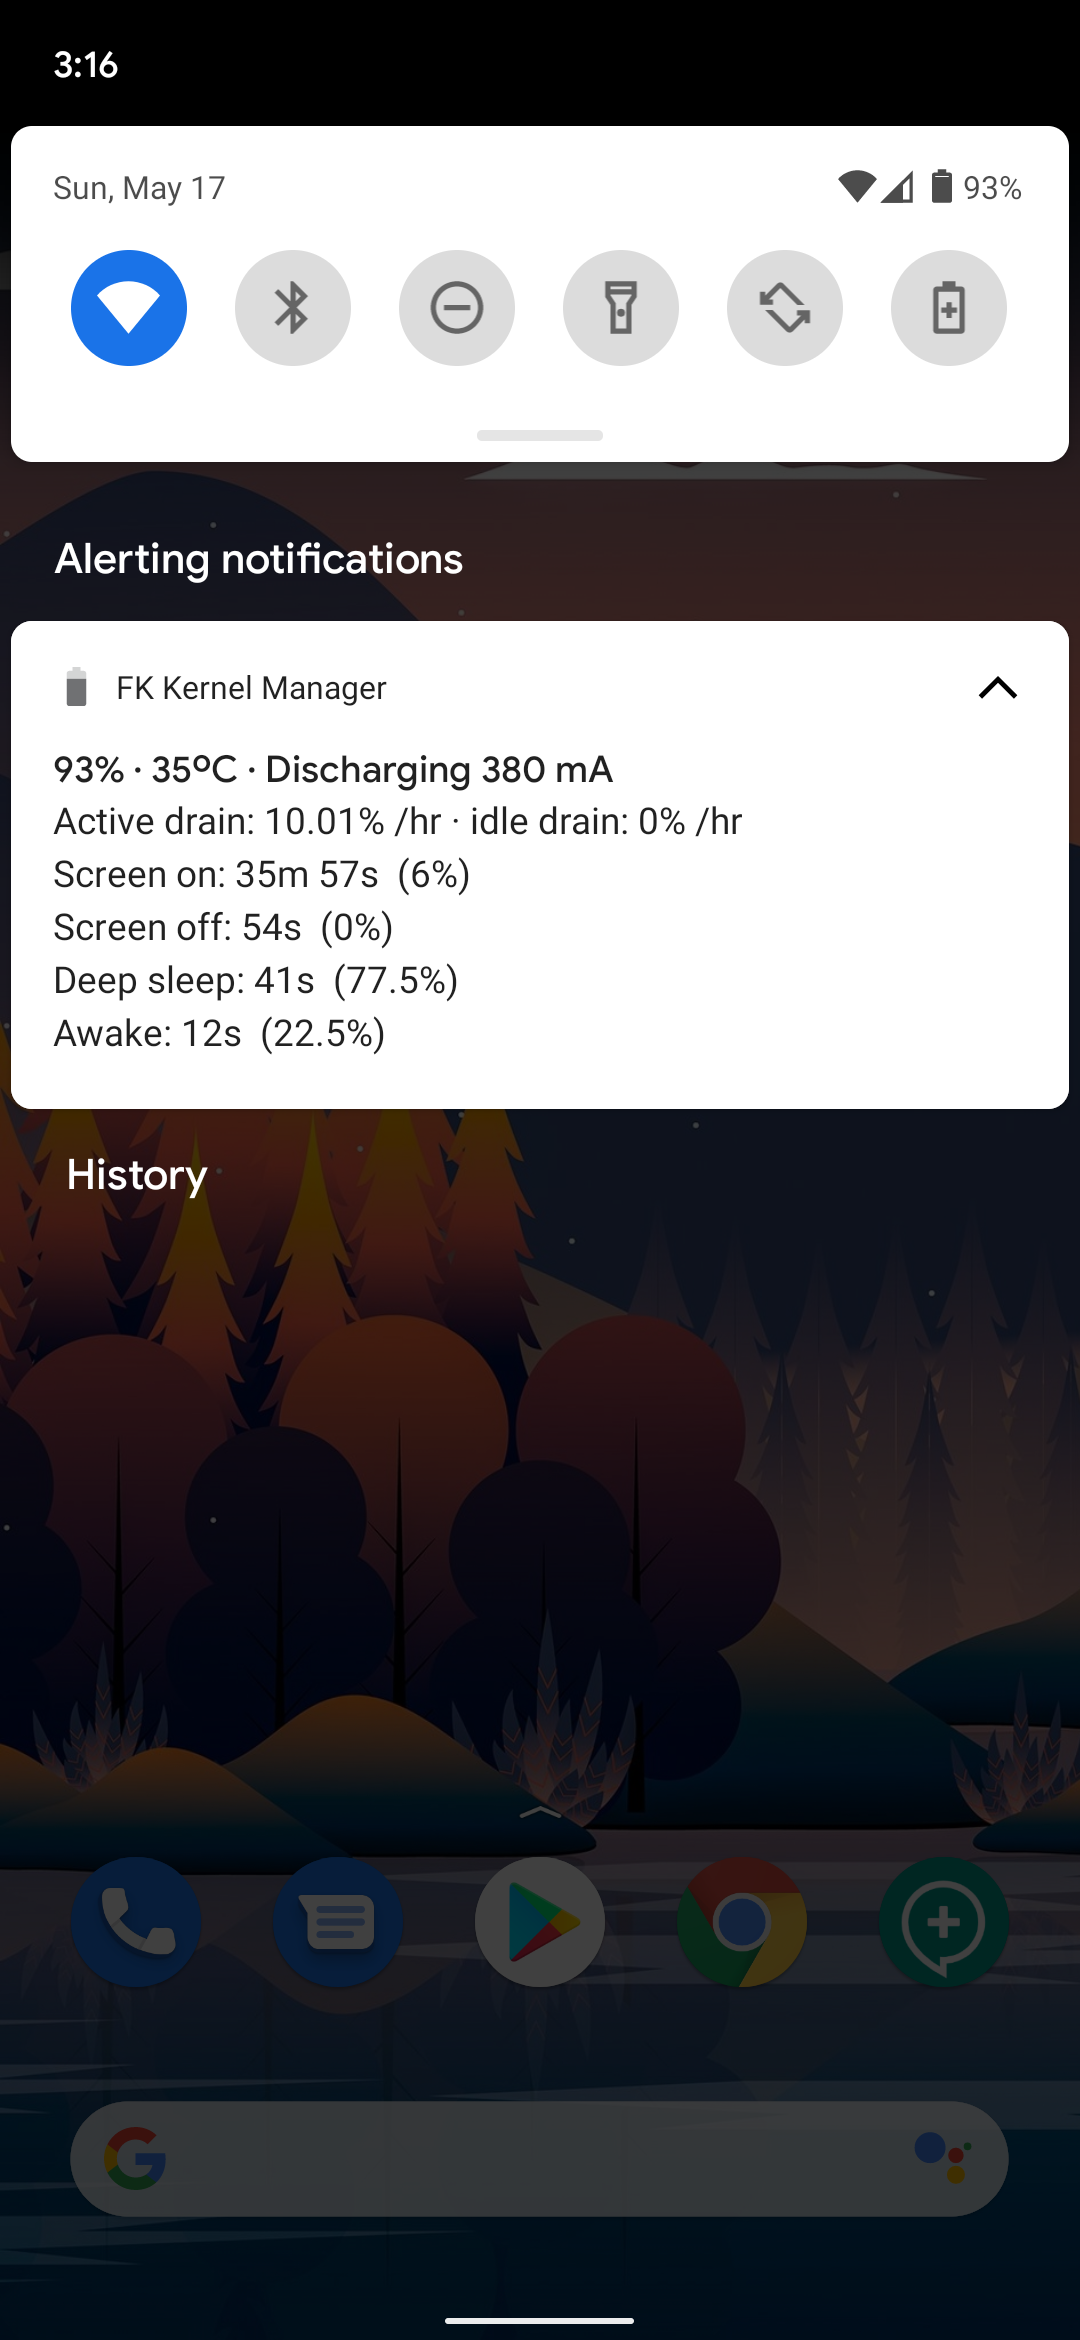 3:16
Sun, May 17
93%
Alerting notifications
FK Kernel Manager
93% · 35ºC · Discharging 380 mA
Active drain: 10.01% /hr · idle drain: 0% /hr
Screen on: 35m 57s  (6%)
Screen off: 54s  (0%)
Deep sleep: 41s  (77.5%)
Awake: 12s  (22.5%)
History